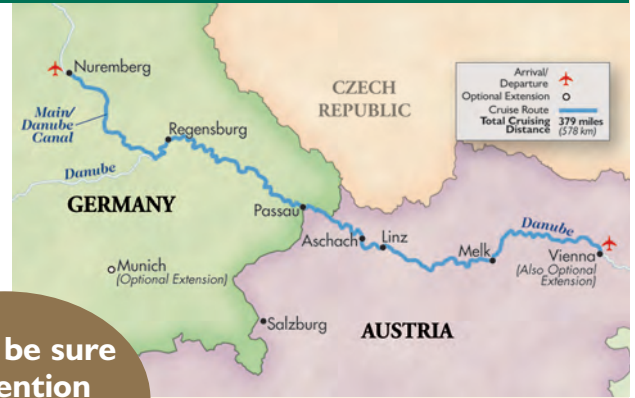 Nuremberg
Main/
Danube
Canal
Regensburg
Danube
GERMANY
Passau
Munich
(Optional Extension)
Salzburg
CZECH
REPUBLIC
Arrival/
Departure
Optional Extension
Cruise Route
Total Cruising 379 miles
Distance (578 km)
Aschach
Linz
Melk
Danube
Vienna
(Also Optional
Extension)
AUSTRIA
be sure
ention